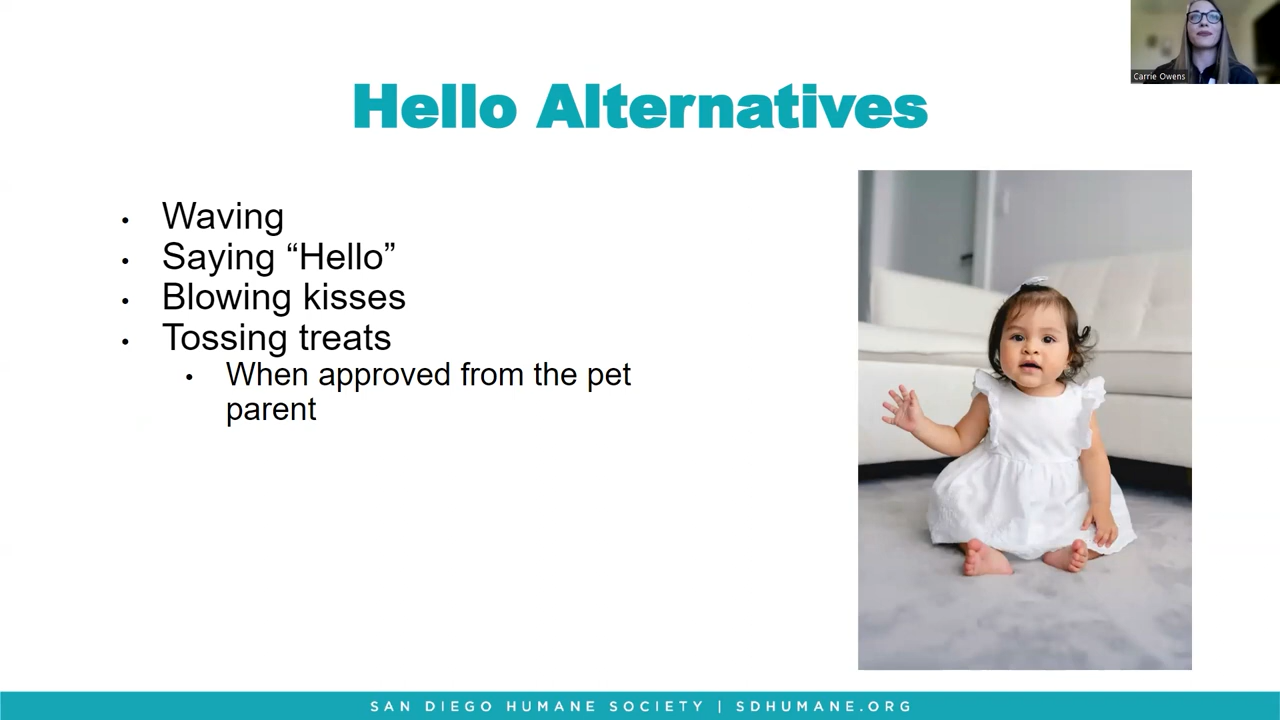 Carrie Owens
Hello Alternatives
• Waving
• Saying “Hello”
• Blowing kisses
• Tossing treats
• When approved from the pet
parent
SAN DIEGO HUMANE SOCIETY | SDHUMANE.ORG